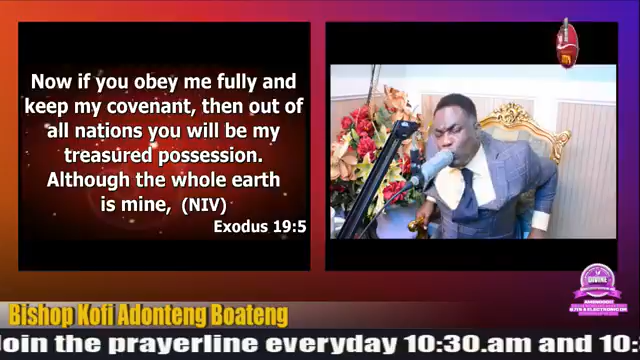 Now if you obey me fully and
keep my covenant, then out of
all nations you will be my
treasured possession.
Although the whole earth
is mine, (NIV)
Exodus 19:5
DIVINE
Bishop Kofi Adonteng Boateng
Join the prayerline everyday 10:30.am and 10: